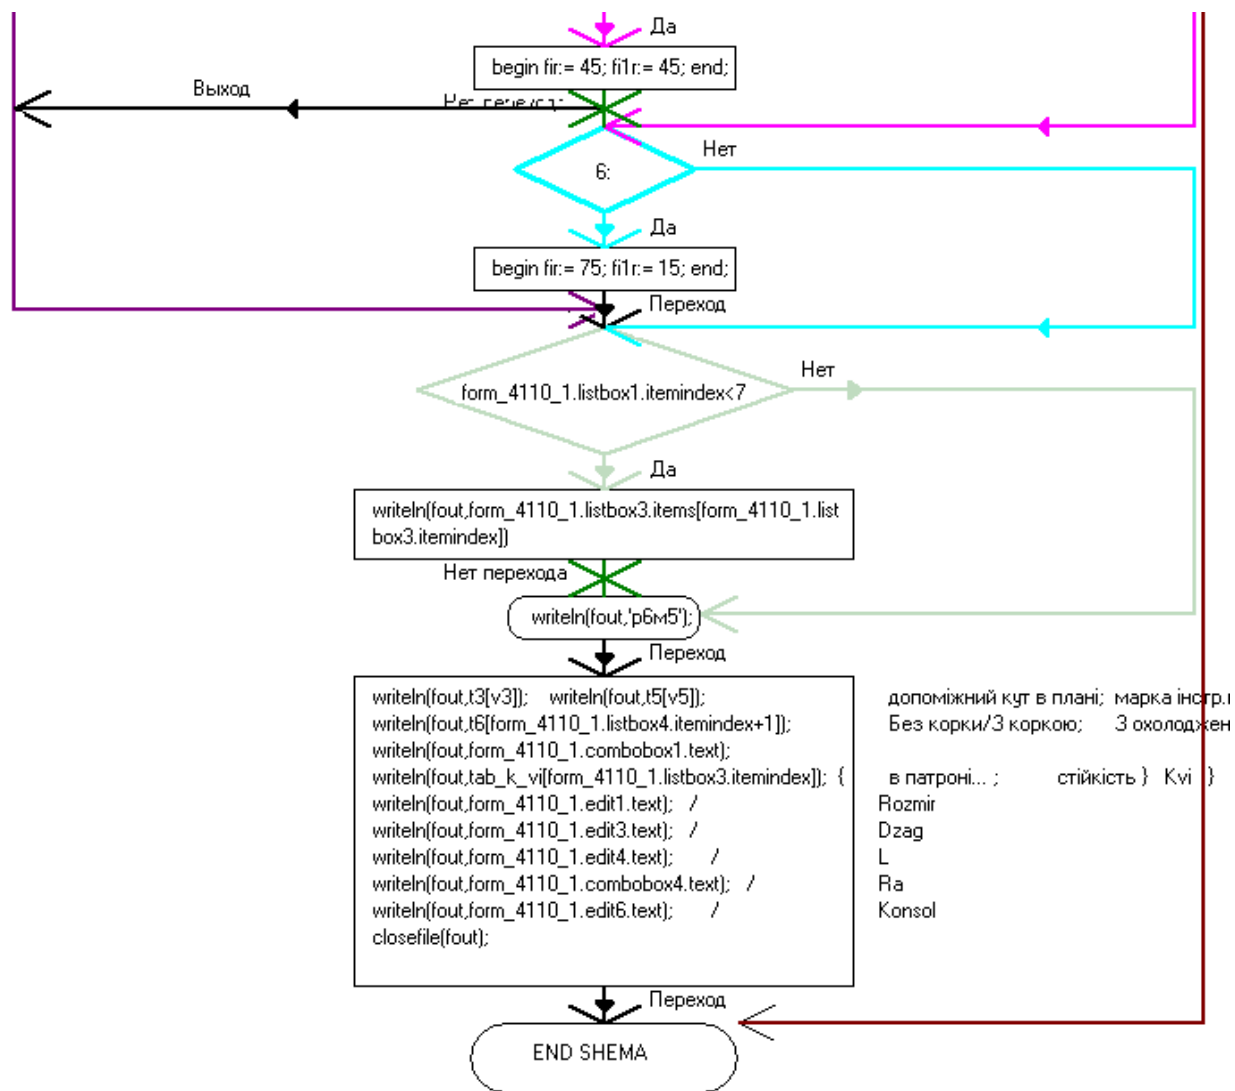 Да
begin fir:= 45; fi1r:= 45; end;
Выход
6:
Нет
Да
begin fir:= 75; fi1r:= 15; end;
Переход
form_4110_1.listbox1.itemindex<7
Нет
Да
writeln(fout,form_4110_1.listbox3.items[form_4110_1.list
box3.itemindex])
Нет перехода
writeln(fout,'р6м5');
Переход
writeln(fout,t3[v3]); writeln(fout,t5[v5]); допоміжний кут в плані; марка інстр.
writeln(fout,t6[form_4110_1.listbox4.itemindex+1]); Без корки/З коркою; З охолоджен
writeln(fout,form_4110_1.combobox1.text);
writeln(fout,tab_k_vi[form_4110_1.listbox3.itemindex]); { в патроні... ; стійкість } Kvi }
writeln(fout,form_4110_1.edit1.text); / Rozmir
writeln(fout,form_4110_1.edit3.text); / Dzag
writeln(fout,form_4110_1.edit4.text); / L
writeln(fout,form_4110_1.combobox4.text); / Ra
writeln(fout,form_4110_1.edit6.text); / Konsol
closefile(fout);
Переход
END SHEMA